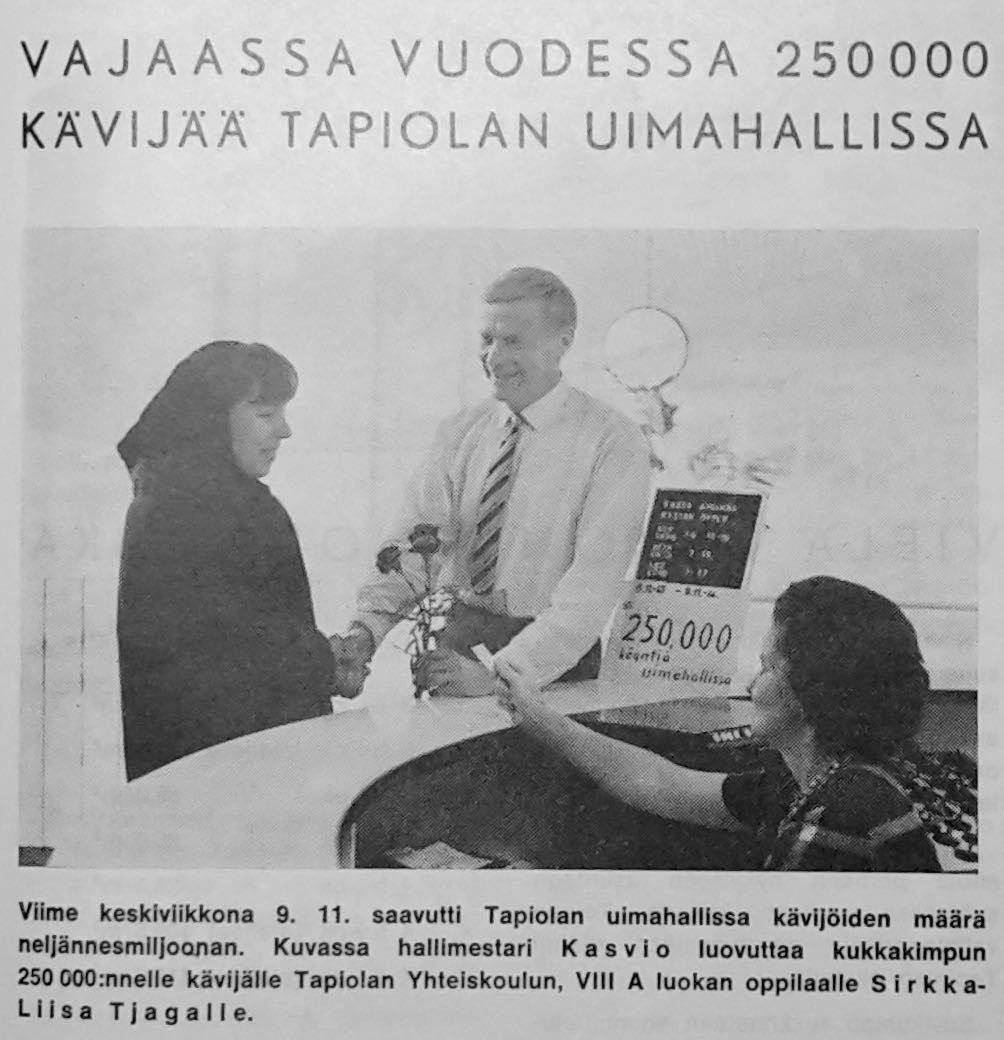 VAJAASSA VUODESSA 250 000
KÄVIJÄÄ TAPIOLAN UIMAHALLISSA
250,000
käyntiä
uimahallissa
Viime keskiviikkona 9. 11. saavutti Tapiolan uimahallissa kävijöiden määrä
neljännesmiljoonan. Kuvassa hallimestari Kasvio luovuttaa kukkakimpun
250 000:nnelle kävijälle Tapiolan Yhteiskoulun, VIII A luokan oppilaalle Sirkka-
Liisa Tjagalle.